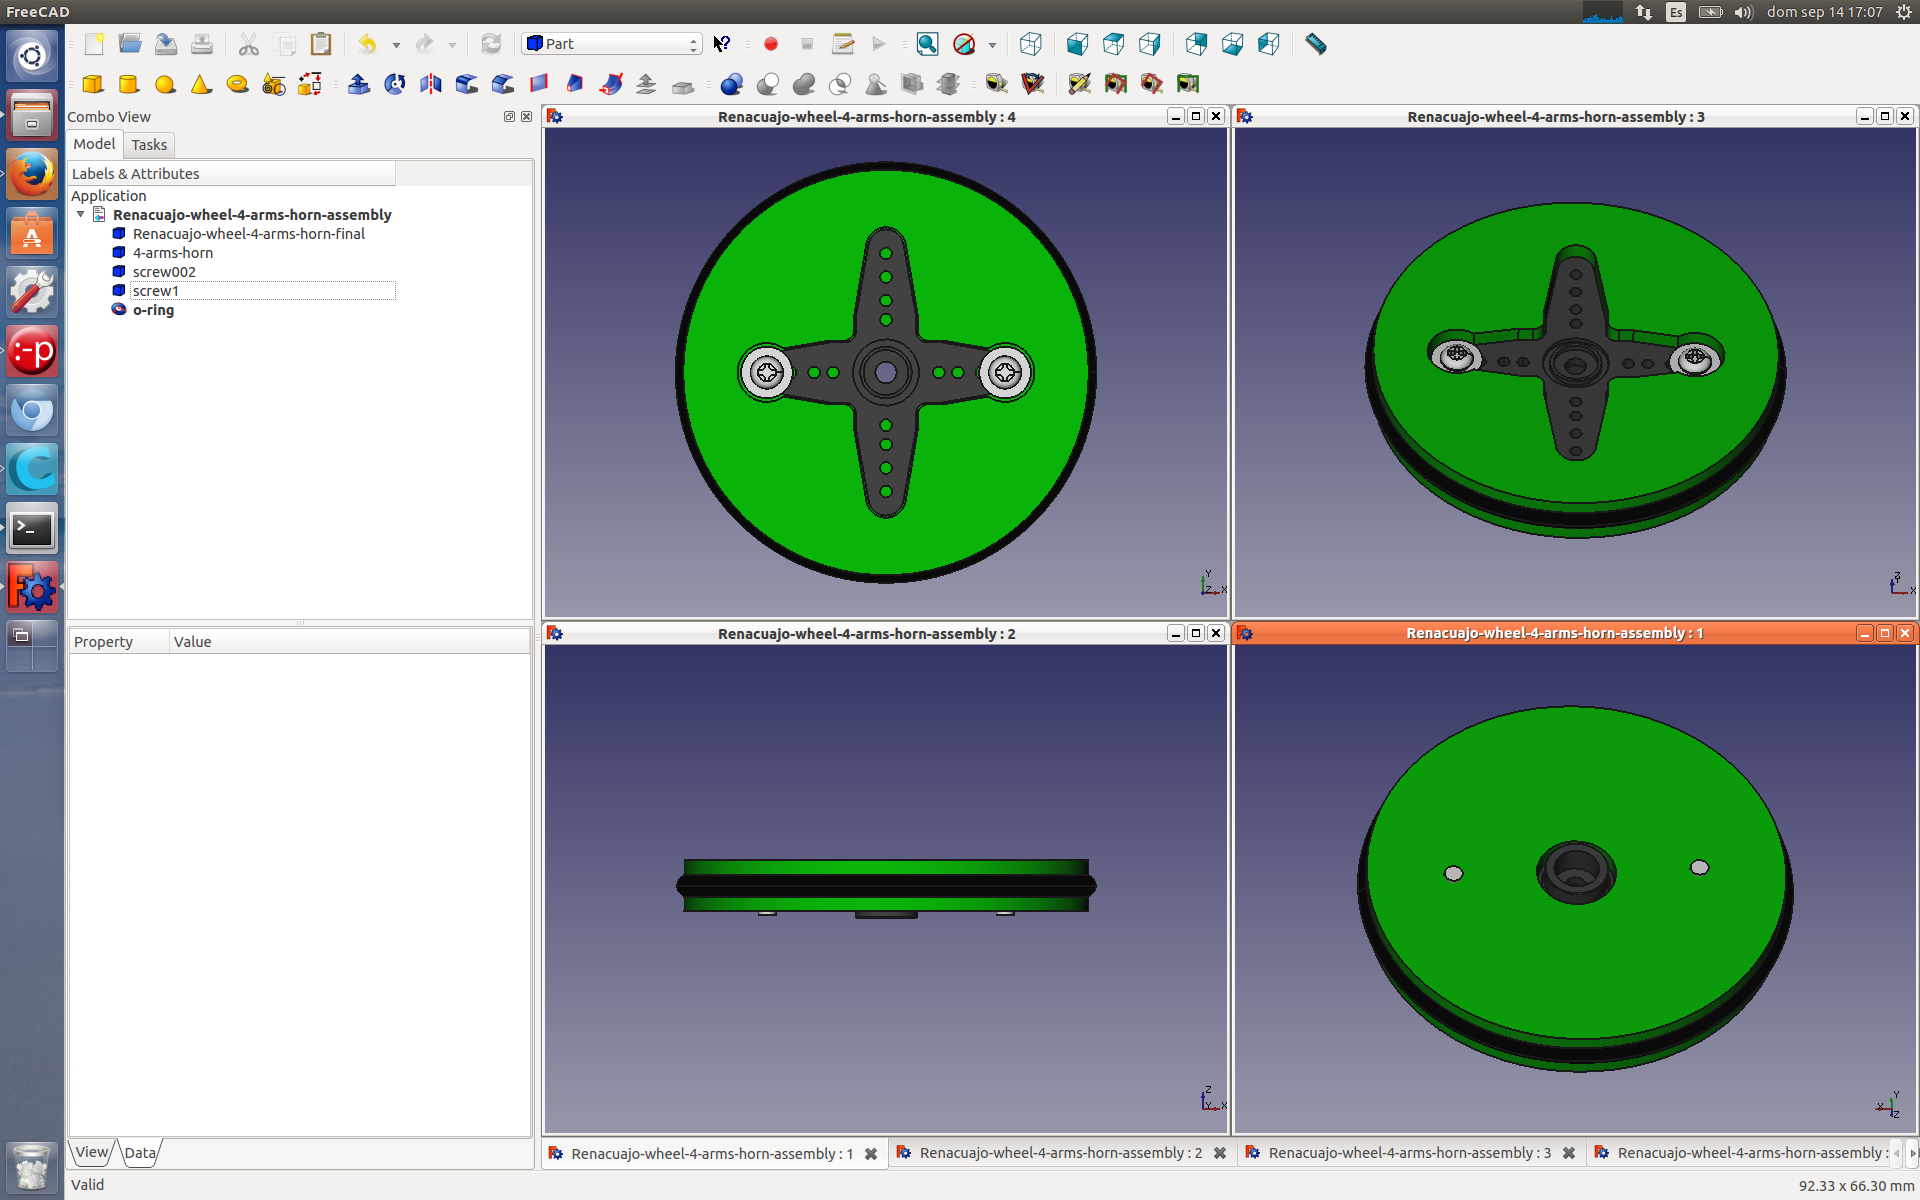 FreeCAD
Es
dom sep 14 17:07
Part
Combo View
Model
Tasks
Labels & Attributes
Application
Renacuajo-wheel-4-arms-horn-assembly
Renacuajo-wheel-4-arms-horn-final
4-arms-horn
screw002
screw1
o-ring
Property
Value
View
Data
Renacuajo-wheel-4-arms-horn-assembly : 4
Y
Z
X
Renacuajo-wheel-4-arms-horn-assembly : 3
Z
X
Renacuajo-wheel-4-arms-horn-assembly : 2
Z
Y
X
Renacuajo-wheel-4-arms-horn-assembly : 1
Y
X
Z
Renacuajo-wheel-4-arms-horn-assembly : 1
Renacuajo-wheel-4-arms-horn-assembly : 2
Renacuajo-wheel-4-arms-horn-assembly : 3
Renacuajo-wheel-4-arms-horn-assembly :
Valid
92.33 x 66.30 mm
:-p
>_